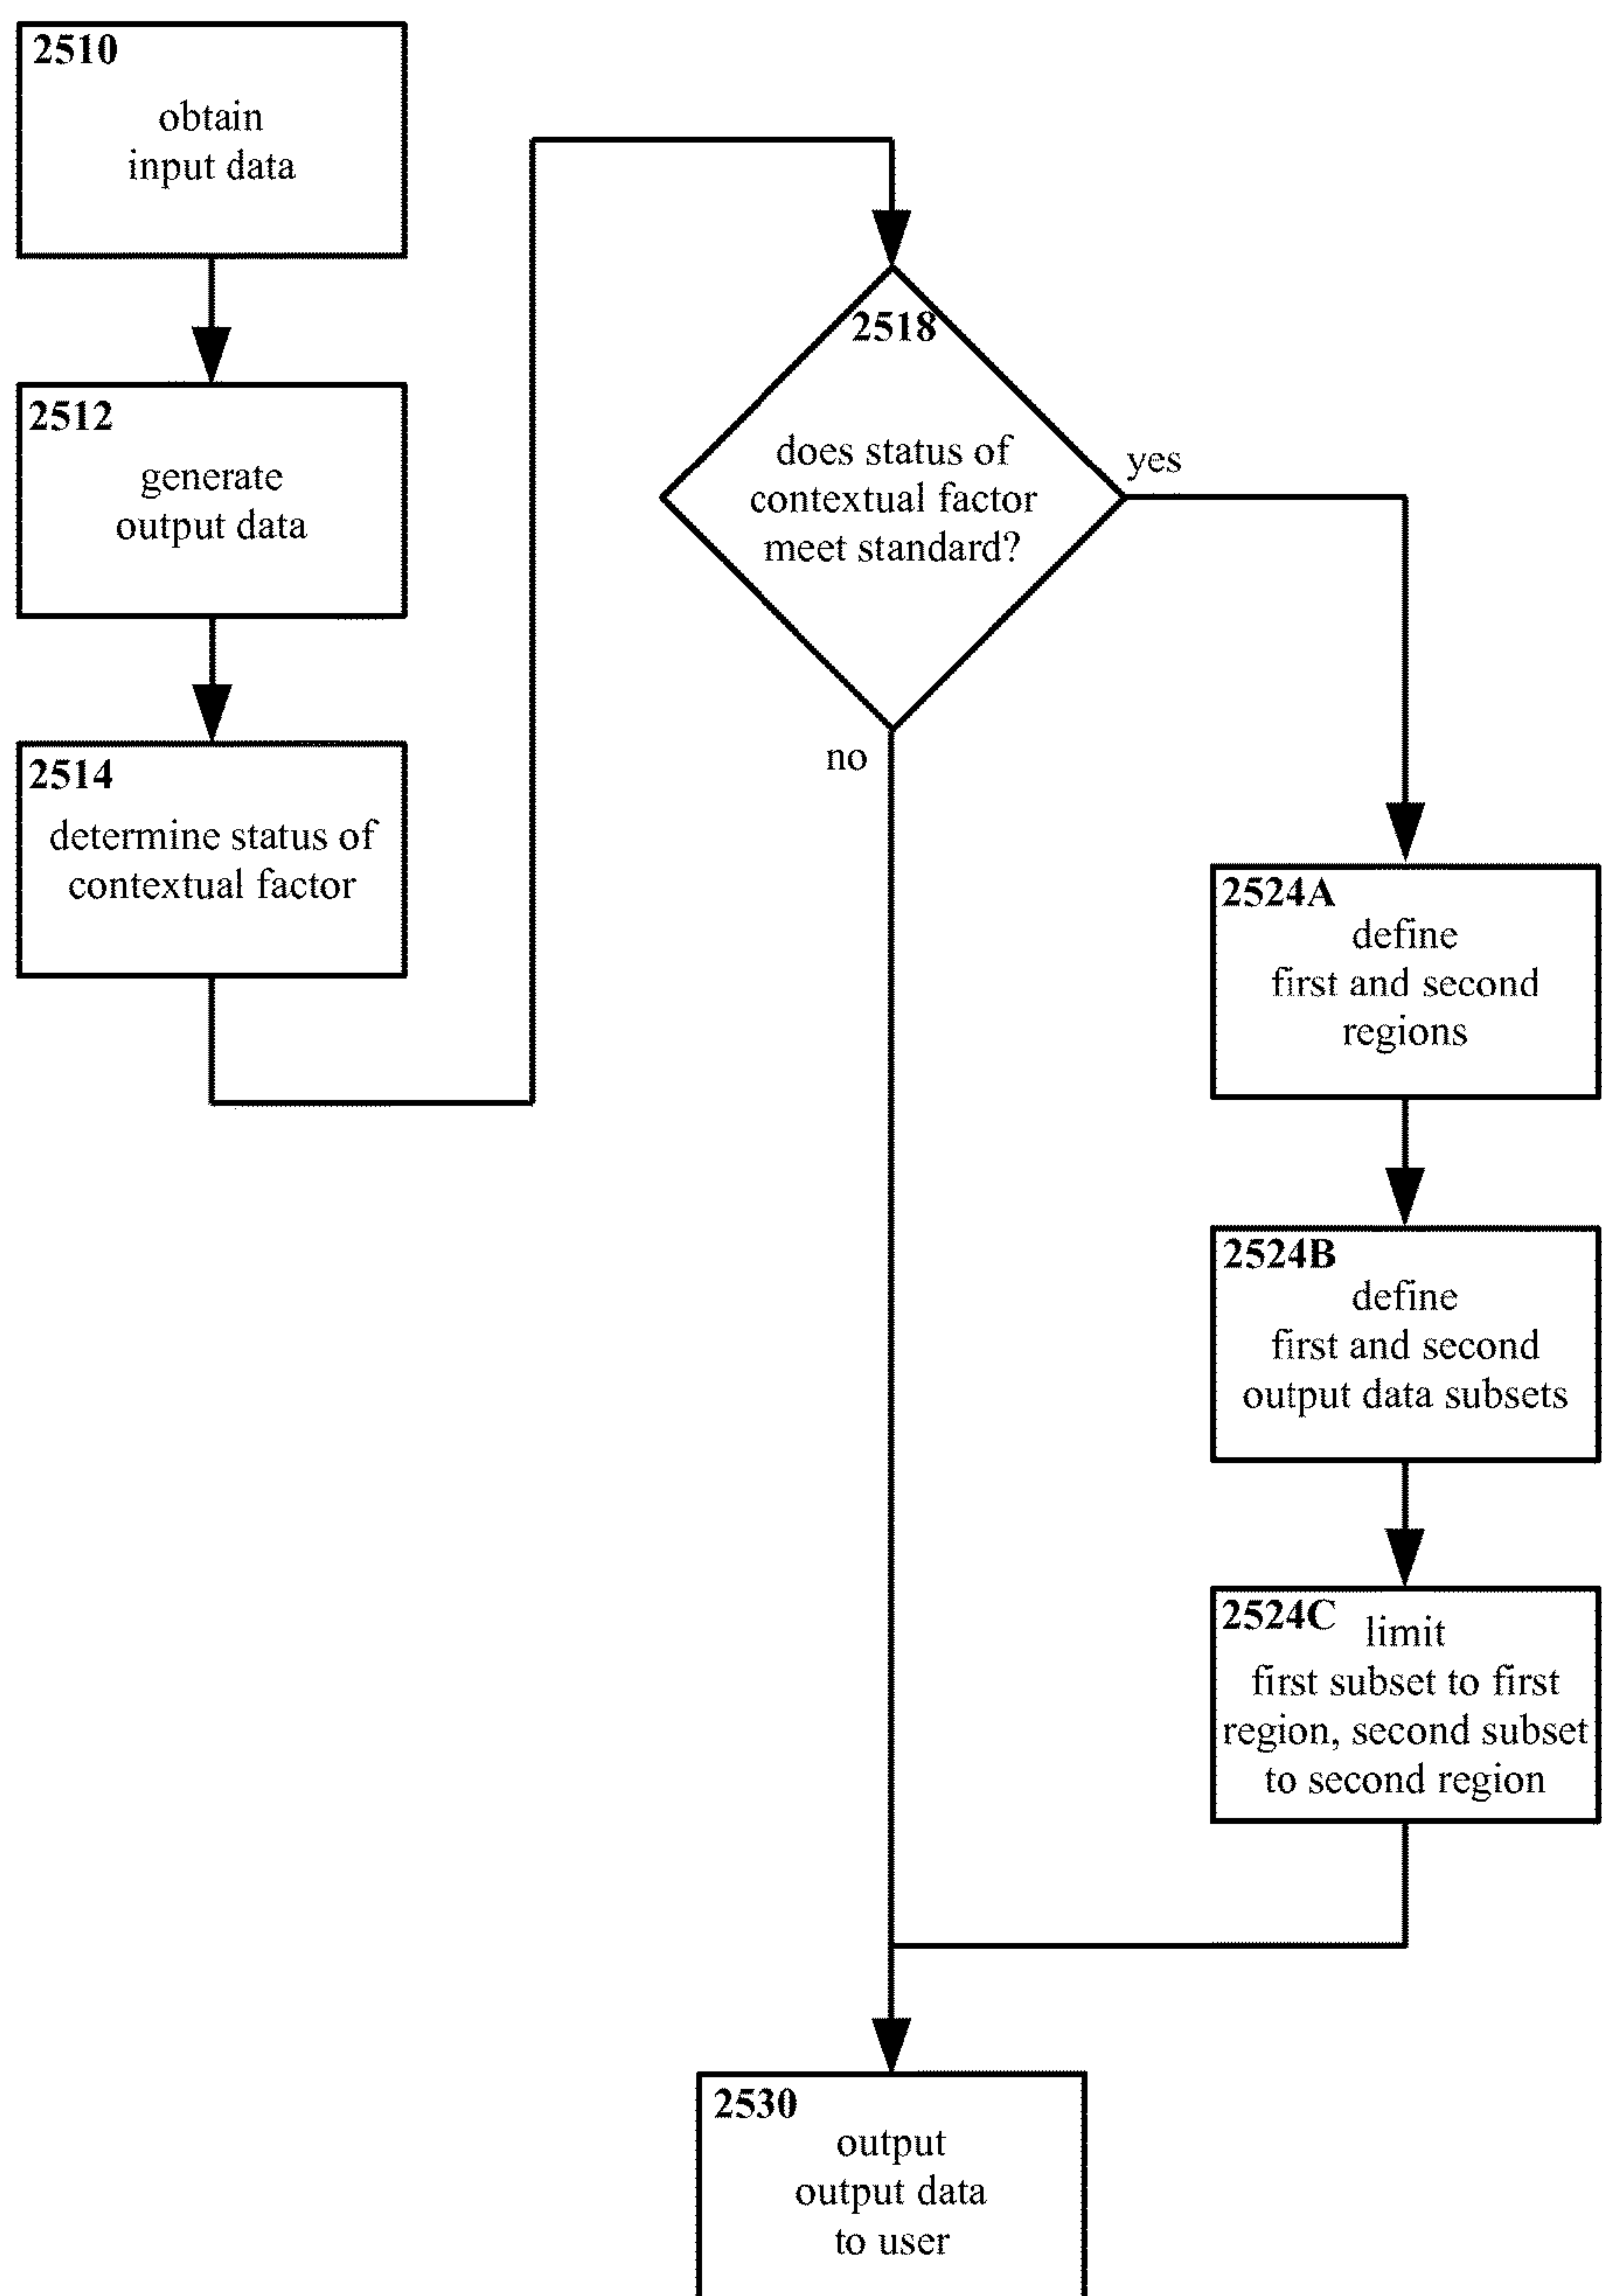 2510
obtain
input data
2512
generate
output data
2514
determine status of
contextual factor
2518
does status of
contextual factor
meet standard?
yes
no
2524A
define
first and second
regions
2524B
define
first and second
output data subsets
2524C
limit
first subset to first
region, second subset
to second region
2530
output
output data
to user